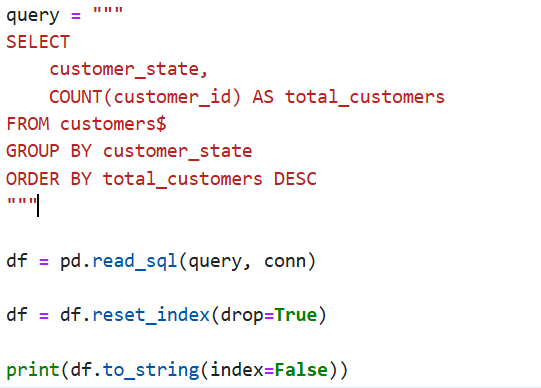 query = """
SELECT
    customer_state,
    COUNT(customer_id) AS total_customers
FROM customers$
GROUP BY customer_state
ORDER BY total_customers DESC
"""
df = pd.read_sql(query, conn)
df = df.reset_index(drop=True)
print(df.to_string(index=False))